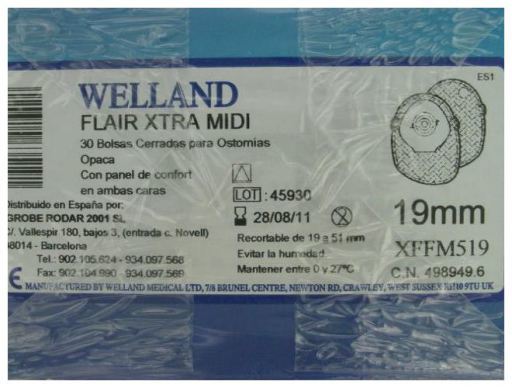 ES1
WELLAND
FLAIR XTRA MIDI
30 Bolsas Cerradas para Ostomias
Opaca
Con panel de confort
en ambas caras
LOT : 45930
28/08/11
19mm
Distribuido en España por:
GROBE RODAR 2001 SL
C/ Vallespir 180, bajos 3, (entrada c. Novell)
08014 - Barcelona
Tel.: 902.105.624 - 934.097.568
Fax: 902.104.990 - 934.097.569
Recortable de 19 a 51 mm
Evitar la humedad
Mantener entre 0 y 27ºC
XFFM519
C.N. 498949.6
CE MANUFACTURED BY WELLAND MEDICAL LTD, 7/8 BRUNEL CENTRE, NEWTON RD, CRAWLEY, WEST SUSSEX RH10 9TU UK